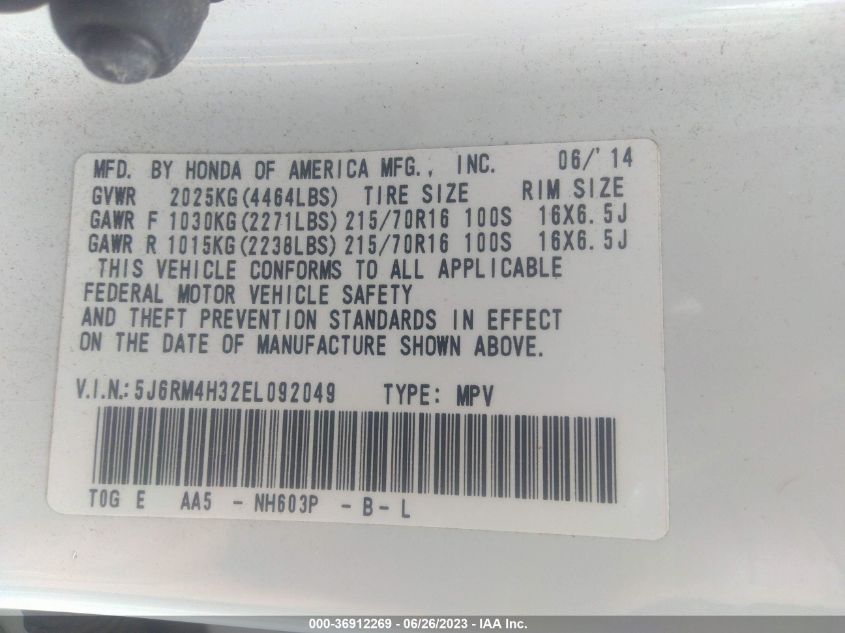 MFD. BY HONDA OF AMERICA MFG., INC. 06/'14
GVWR 2025KG(4464LBS) TIRE SIZE RIM SIZE
GAWR F 1030KG(2271LBS) 215/70R16 100S 16X6.5J
GAWR R 1015KG(2238LBS) 215/70R16 100S 16X6.5J
THIS VEHICLE CONFORMS TO ALL APPLICABLE
FEDERAL MOTOR VEHICLE SAFETY
AND THEFT PREVENTION STANDARDS IN EFFECT
ON THE DATE OF MANUFACTURE SHOWN ABOVE.
V.I.N.: 5J6RM4H32EL092049 TYPE: MPV
T0G E AA5 - NH603P - B - L
000-36912269 - 06/26/2023 - IAA Inc.